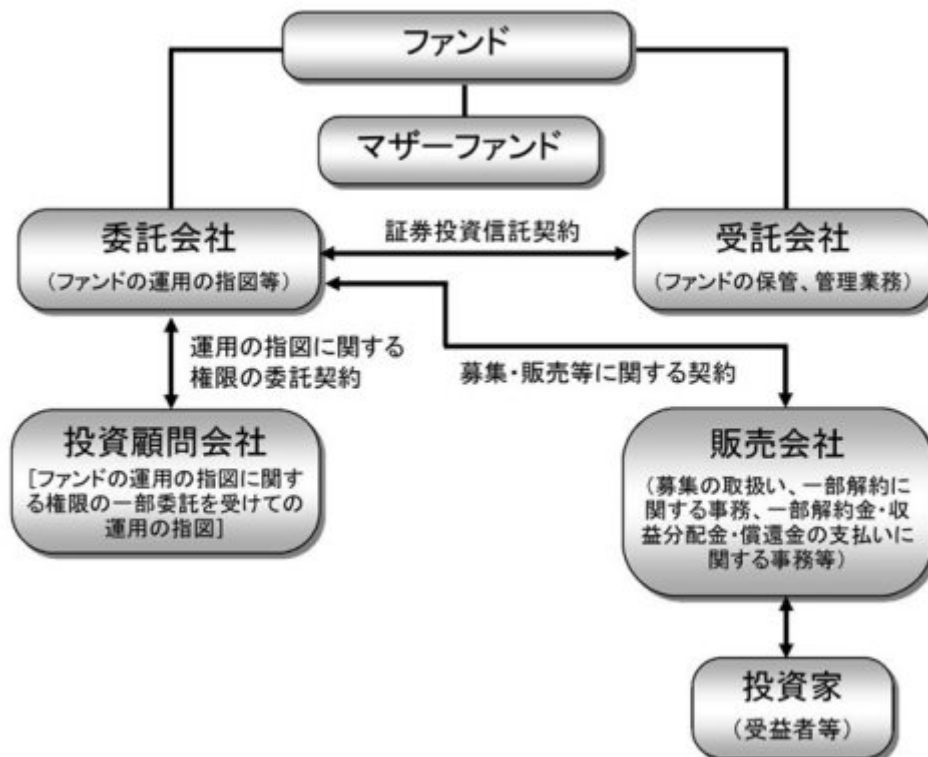 ファンド
マザーファンド
委託会社
(ファンドの運用の指図等)
証券投資信託契約
受託会社
(ファンドの保管、管理業務)
運用の指図に関する
権限の委託契約
募集・販売等に関する契約
投資顧問会社
[ファンドの運用の指図に関す
る権限の一部委託を受けての
運用の指図]
販売会社
(募集の取扱い、一部解約に
関する事務、一部解約金・収
益分配金・償還金の支払いに
関する事務等)
投資家
(受益者等)